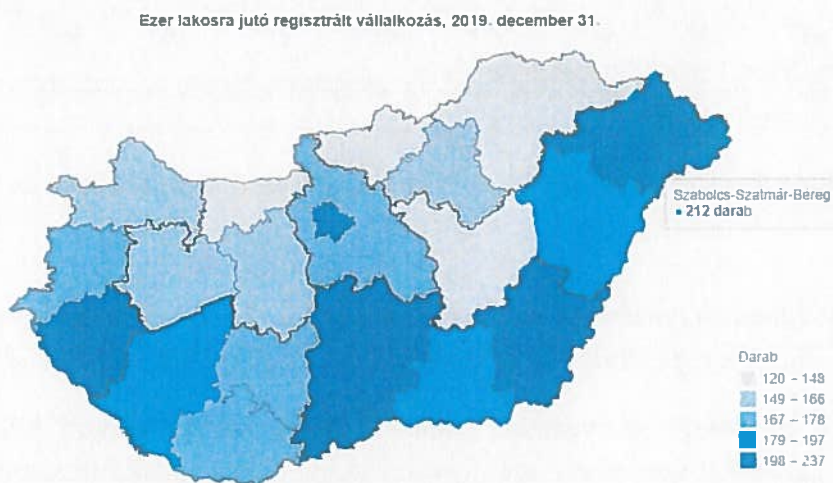 Ezer lakosra jutó regisztrált vállalkozás, 2019. december 31.
Szabolcs-Szatmár-Bereg
• 212 darab
Darab
120 – 148
149 – 166
167 – 178
179 – 197
198 – 237